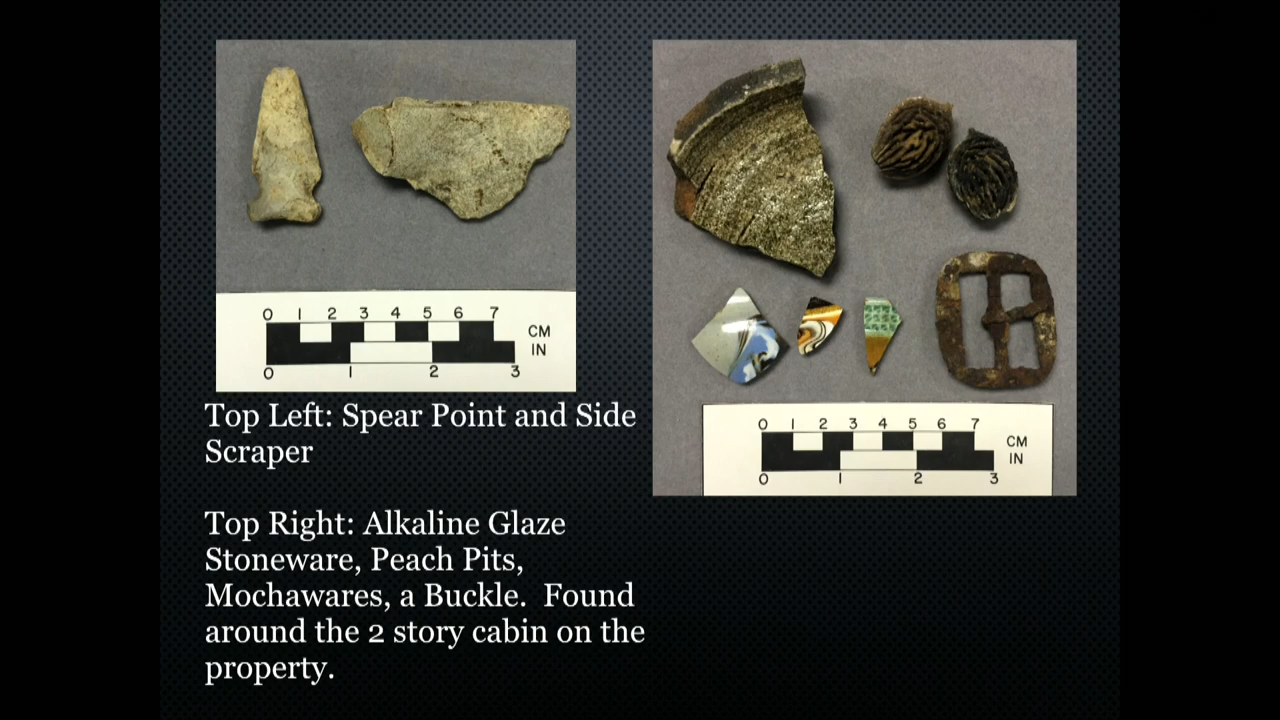 0 1 2 3 4 5 6 7
CM
IN
0 1 2 3
0 1 2 3 4 5 6 7
CM
IN
0 1 2 3
Top Left: Spear Point and Side
Scraper
Top Right: Alkaline Glaze
Stoneware, Peach Pits,
Mochawares, a Buckle.  Found
around the 2 story cabin on the
property.